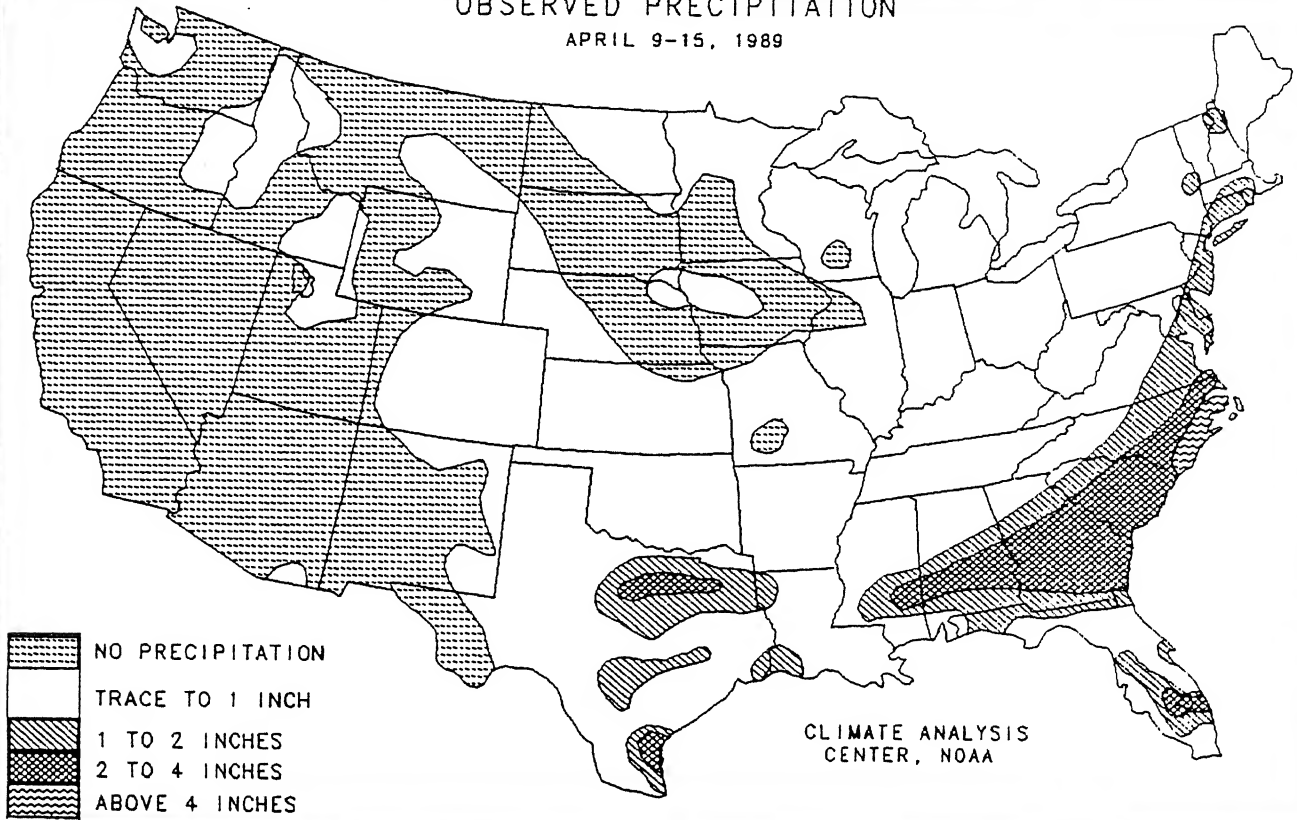 OBSERVED PRECIPITATION
APRIL 9-15, 1989
NO PRECIPITATION
TRACE TO 1 INCH
1 TO 2 INCHES
2 TO 4 INCHES
ABOVE 4 INCHES
CLIMATE ANALYSIS
CENTER, NOAA